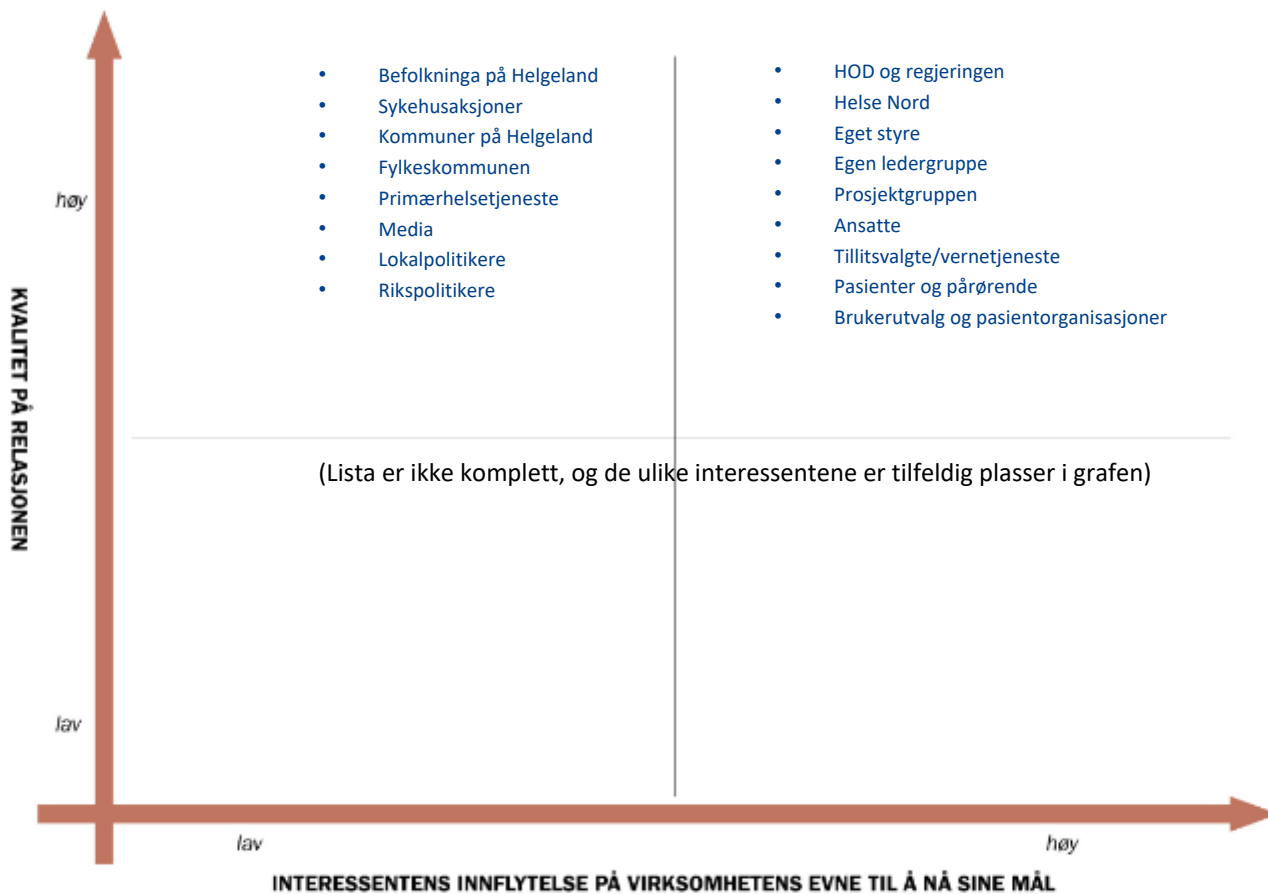 Befolkninga på Helgeland
Sykehusaksjoner
Kommuner på Helgeland
Fylkeskommunen
Primærhelsetjeneste
Media
Lokalpolitikere
Rikspolitikere
HOD og regjeringen
Helse Nord
Eget styre
Egen ledergruppe
Prosjektgruppen
Ansatte
Tillitsvalgte/vernetjeneste
Pasienter og pårørende
Brukerutvalg og pasientorganisasjoner
høy
KVALITET PÅ RELASJONEN
(Lista er ikke komplett, og de ulike interessentene er tilfeldig plasser i grafen)
lav
lav
høy
INTERESSENTENS INNFLYTELSE PÅ VIRKSOMHETENS EVNE TIL Å NÅ SINE MÅL